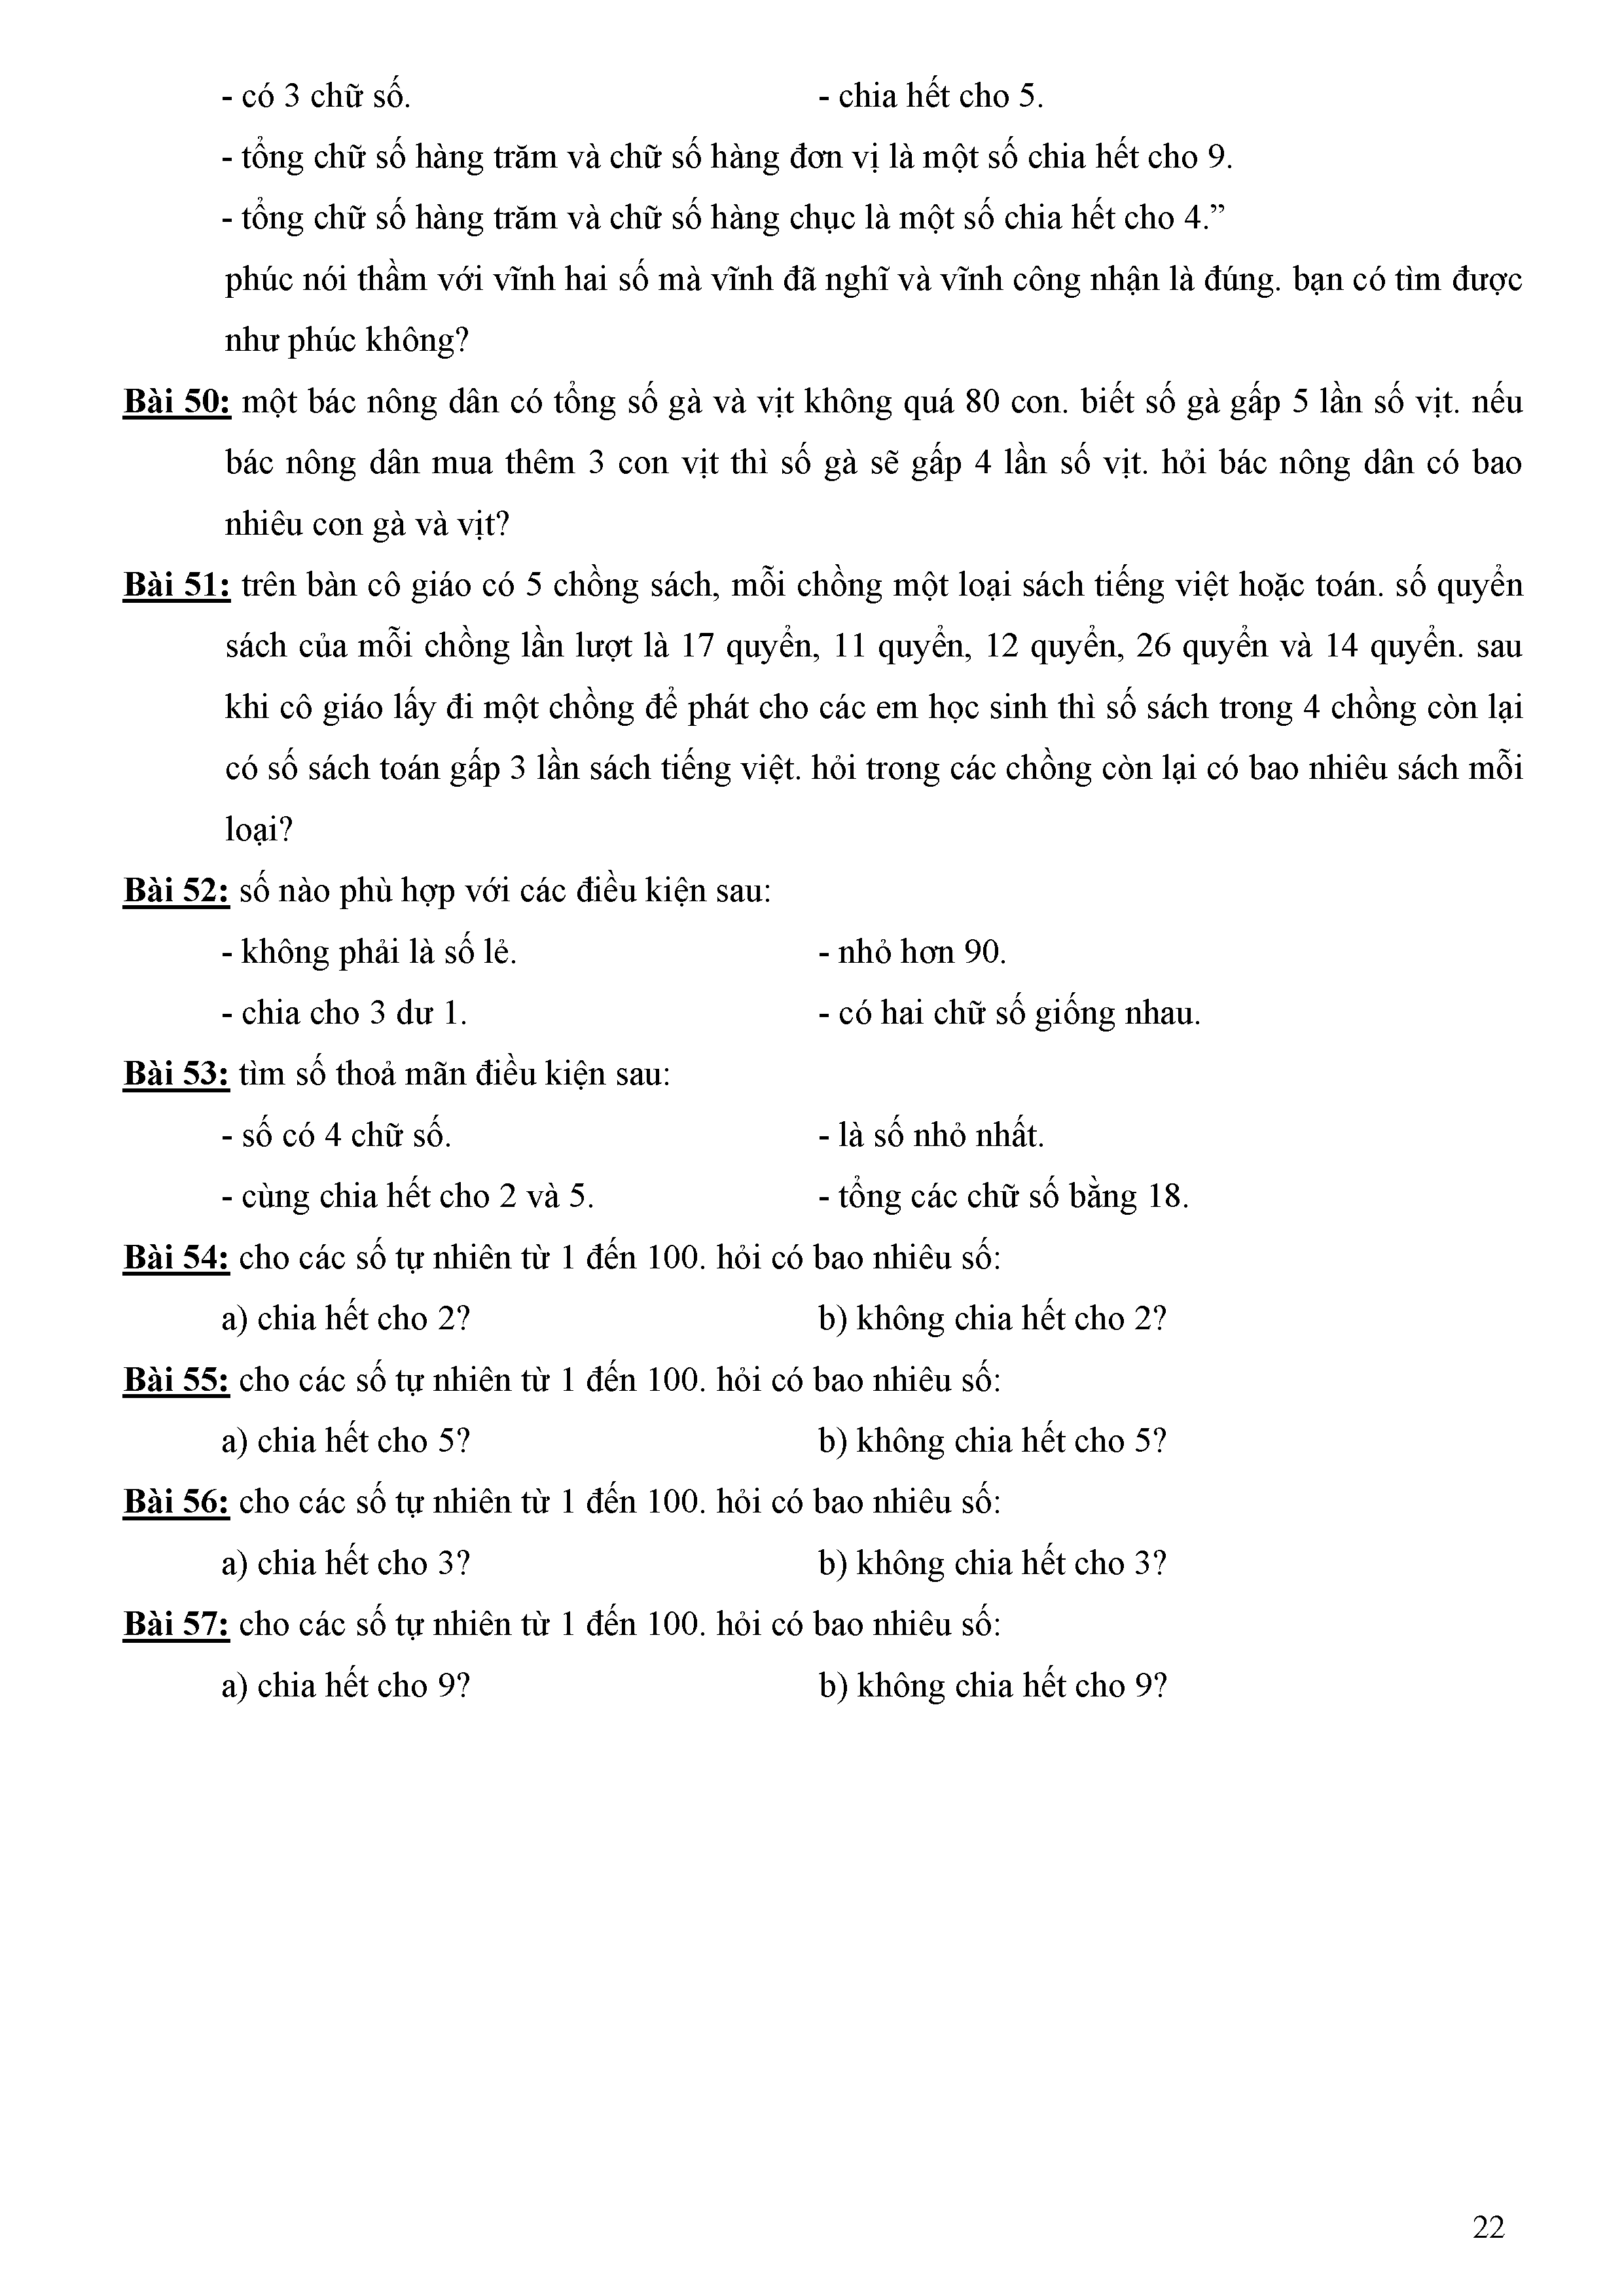 - có 3 chữ số. - chia hết cho 5.
- tổng chữ số hàng trăm và chữ số hàng đơn vị là một số chia hết cho 9.
- tổng chữ số hàng trăm và chữ số hàng chục là một số chia hết cho 4.”
phúc nói thầm với vĩnh hai số mà vĩnh đã nghĩ và vĩnh công nhận là đúng. bạn có tìm được
như phúc không?
Bài 50: một bác nông dân có tổng số gà và vịt không quá 80 con. biết số gà gấp 5 lần số vịt. nếu
bác nông dân mua thêm 3 con vịt thì số gà sẽ gấp 4 lần số vịt. hỏi bác nông dân có bao
nhiêu con gà và vịt?
Bài 51: trên bàn cô giáo có 5 chồng sách, mỗi chồng một loại sách tiếng việt hoặc toán. số quyển
sách của mỗi chồng lần lượt là 17 quyển, 11 quyển, 12 quyển, 26 quyển và 14 quyển. sau
khi cô giáo lấy đi một chồng để phát cho các em học sinh thì số sách trong 4 chồng còn lại
có số sách toán gấp 3 lần sách tiếng việt. hỏi trong các chồng còn lại có bao nhiêu sách mỗi
loại?
Bài 52: số nào phù hợp với các điều kiện sau:
- không phải là số lẻ. - nhỏ hơn 90.
- chia cho 3 dư 1. - có hai chữ số giống nhau.
Bài 53: tìm số thoả mãn điều kiện sau:
- số có 4 chữ số. - là số nhỏ nhất.
- cùng chia hết cho 2 và 5. - tổng các chữ số bằng 18.
Bài 54: cho các số tự nhiên từ 1 đến 100. hỏi có bao nhiêu số:
a) chia hết cho 2? b) không chia hết cho 2?
Bài 55: cho các số tự nhiên từ 1 đến 100. hỏi có bao nhiêu số:
a) chia hết cho 5? b) không chia hết cho 5?
Bài 56: cho các số tự nhiên từ 1 đến 100. hỏi có bao nhiêu số:
a) chia hết cho 3? b) không chia hết cho 3?
Bài 57: cho các số tự nhiên từ 1 đến 100. hỏi có bao nhiêu số:
a) chia hết cho 9? b) không chia hết cho 9?
22